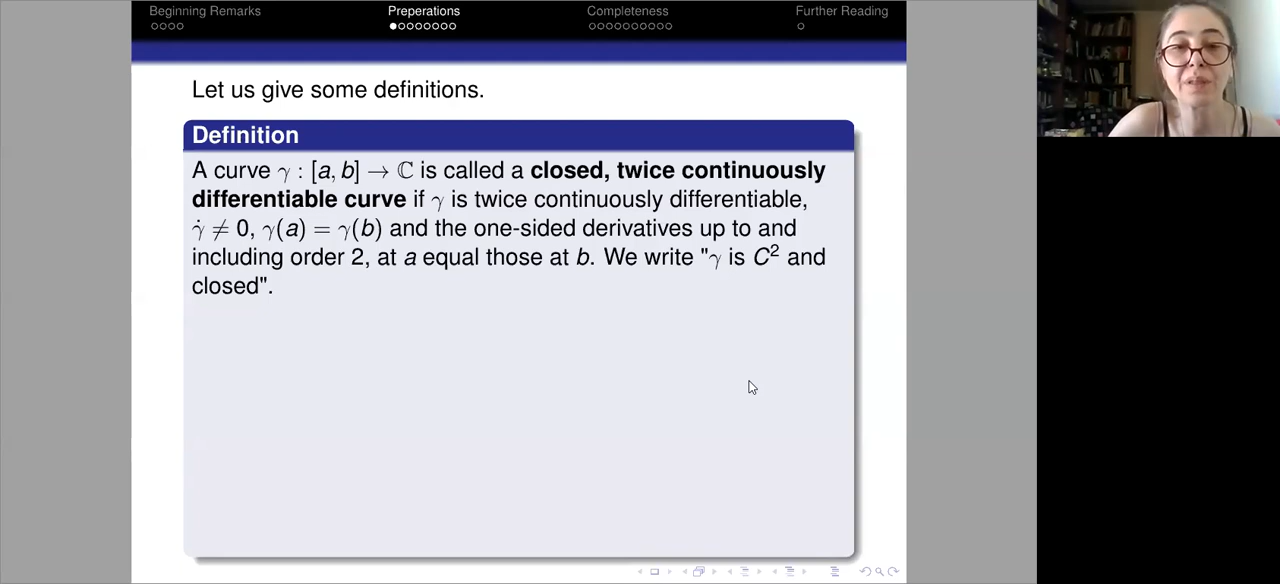 Beginning Remarks Preperations Completeness Further Reading
Let us give some definitions.
Definition
A curve γ : [a, b] → ℂ is called a closed, twice continuously
differentiable curve if γ is twice continuously differentiable,
γ̇ ≠ 0, γ(a) = γ(b) and the one-sided derivatives up to and
including order 2, at a equal those at b. We write "γ is C² and
closed".